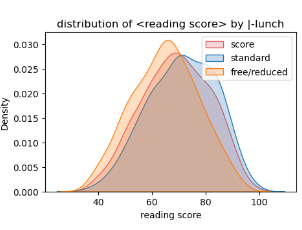 distribution of <reading score> by |-lunch
score
standard
free/reduced
Density
0.030
0.025
0.020
0.015
0.010
0.005
0.000
40
60
80
100
reading score